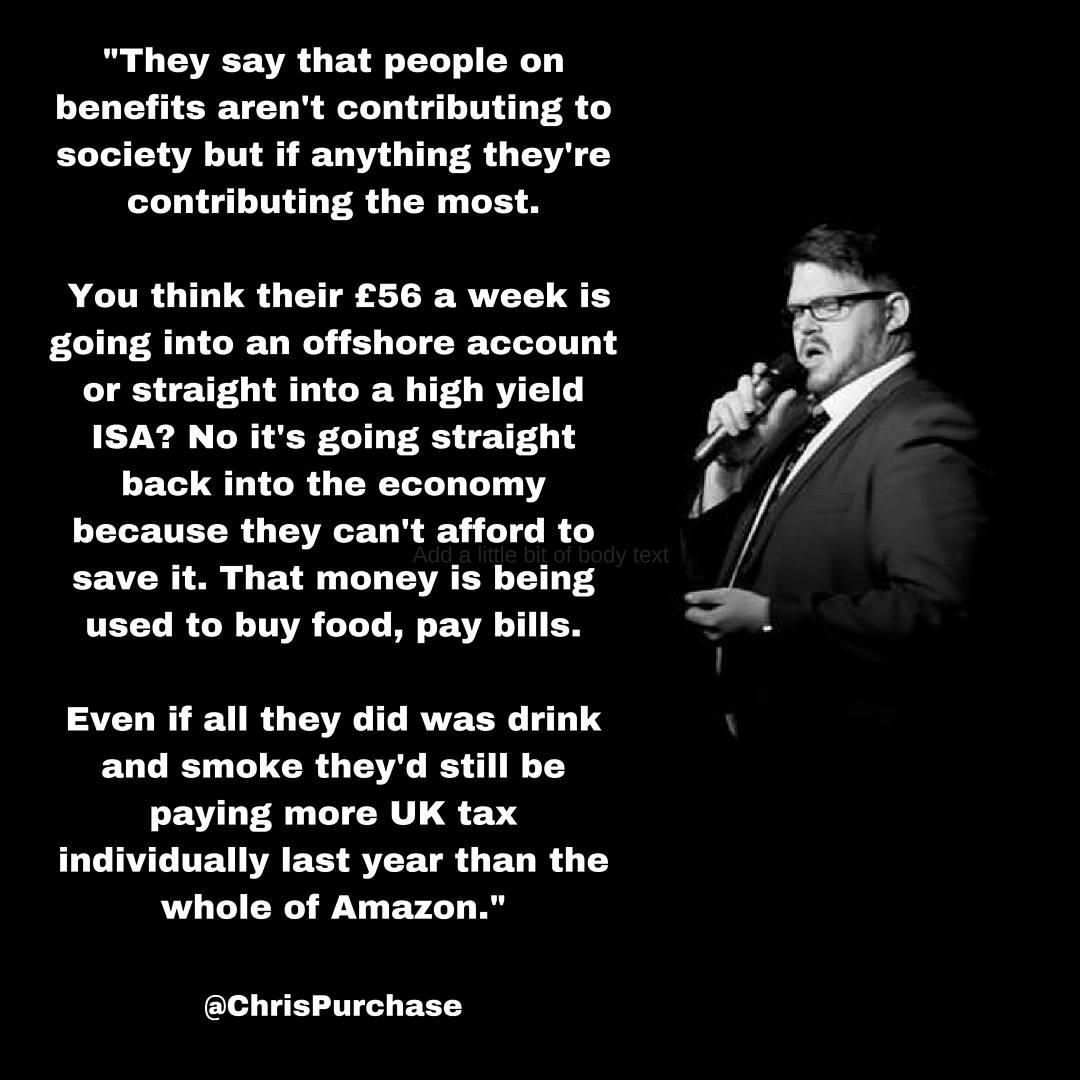 "They say that people on
benefits aren't contributing to
society but if anything they're
contributing the most.
You think their £56 a week is
going into an offshore account
or straight into a high yield
ISA? No it's going straight
back into the economy
because they can't afford to
Add a little bit of body text
save it. That money is being
used to buy food, pay bills.
Even if all they did was drink
and smoke they'd still be
paying more UK tax
individually last year than the
whole of Amazon."
@ChrisPurchase